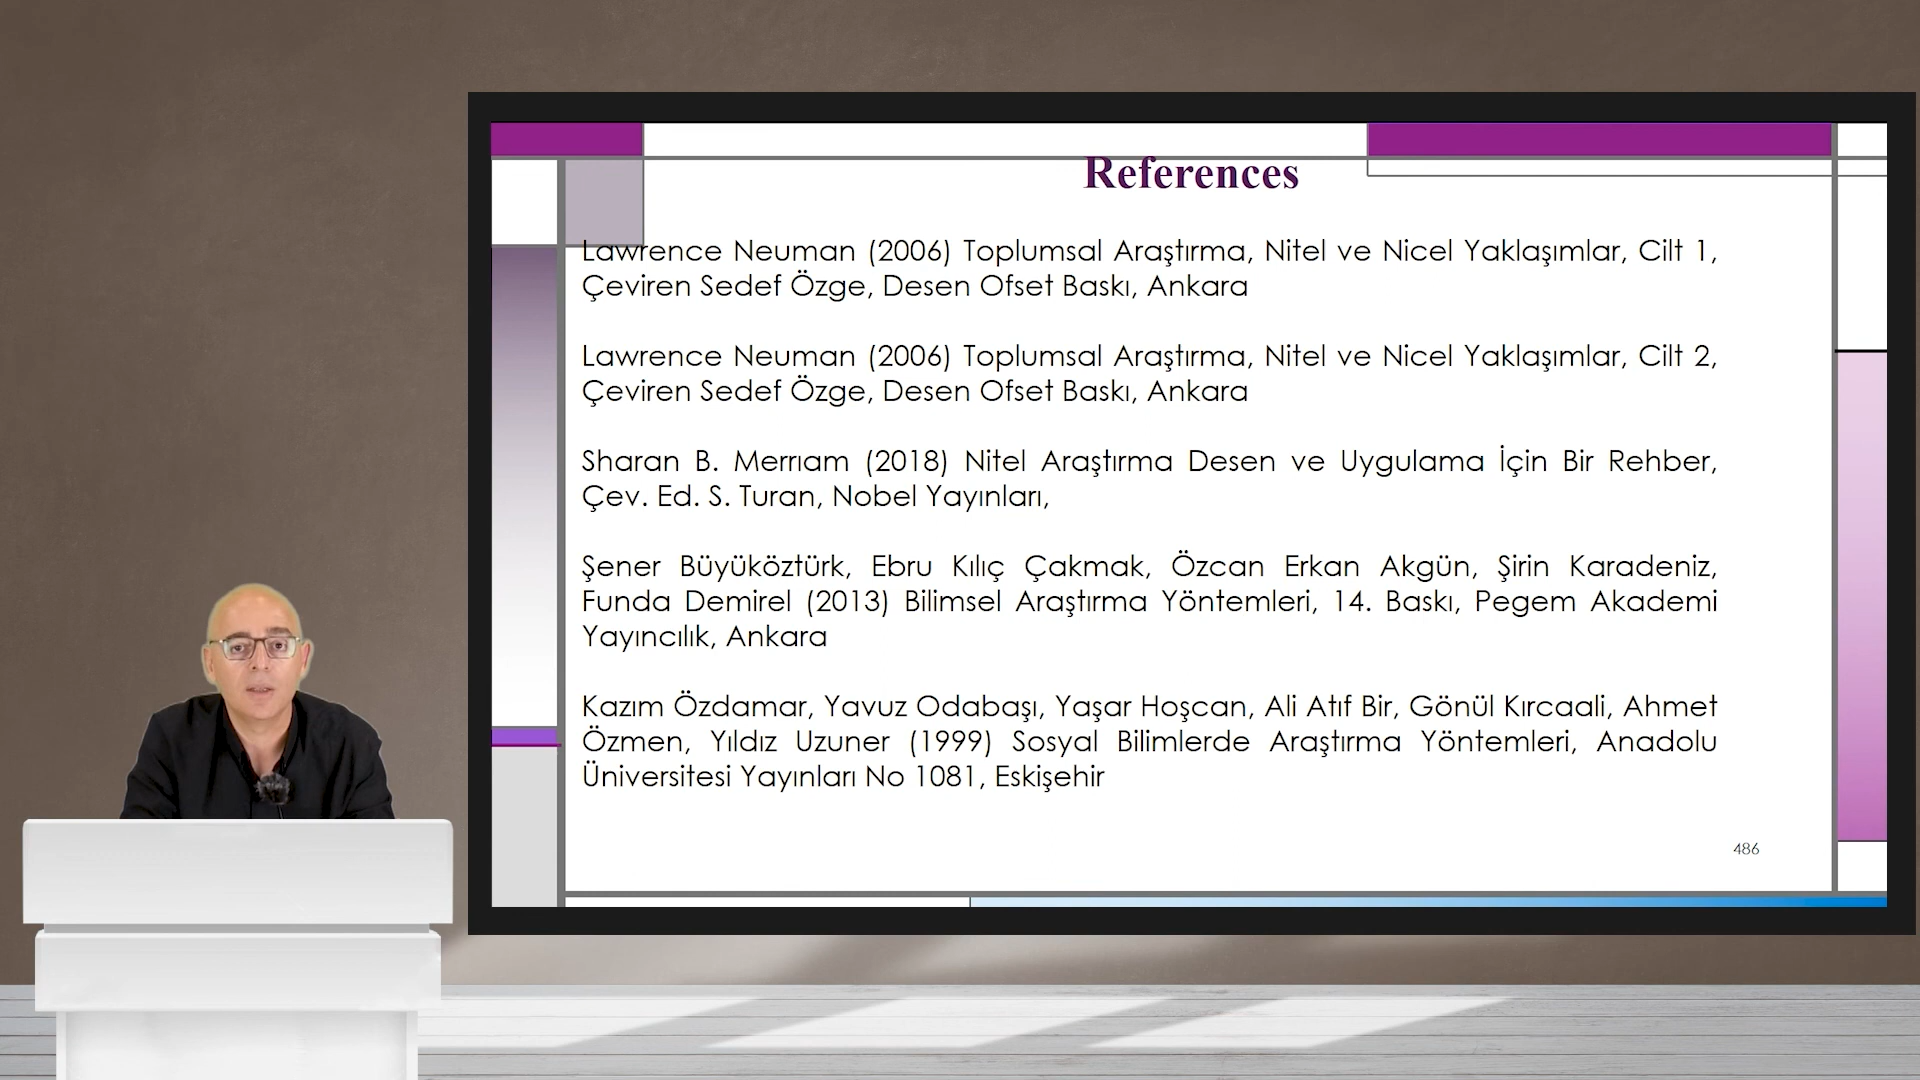 References
Lawrence Neuman (2006) Toplumsal Araştırma, Nitel ve Nicel Yaklaşımlar, Cilt 1,
Çeviren Sedef Özge, Desen Ofset Baskı, Ankara
Lawrence Neuman (2006) Toplumsal Araştırma, Nitel ve Nicel Yaklaşımlar, Cilt 2,
Çeviren Sedef Özge, Desen Ofset Baskı, Ankara
Sharan B. Merrıam (2018) Nitel Araştırma Desen ve Uygulama İçin Bir Rehber,
Çev. Ed. S. Turan, Nobel Yayınları,
Şener Büyüköztürk, Ebru Kılıç Çakmak, Özcan Erkan Akgün, Şirin Karadeniz,
Funda Demirel (2013) Bilimsel Araştırma Yöntemleri, 14. Baskı, Pegem Akademi
Yayıncılık, Ankara
Kazım Özdamar, Yavuz Odabaşı, Yaşar Hoşcan, Ali Atıf Bir, Gönül Kırcaali, Ahmet
Özmen, Yıldız Uzuner (1999) Sosyal Bilimlerde Araştırma Yöntemleri, Anadolu
Üniversitesi Yayınları No 1081, Eskişehir
486